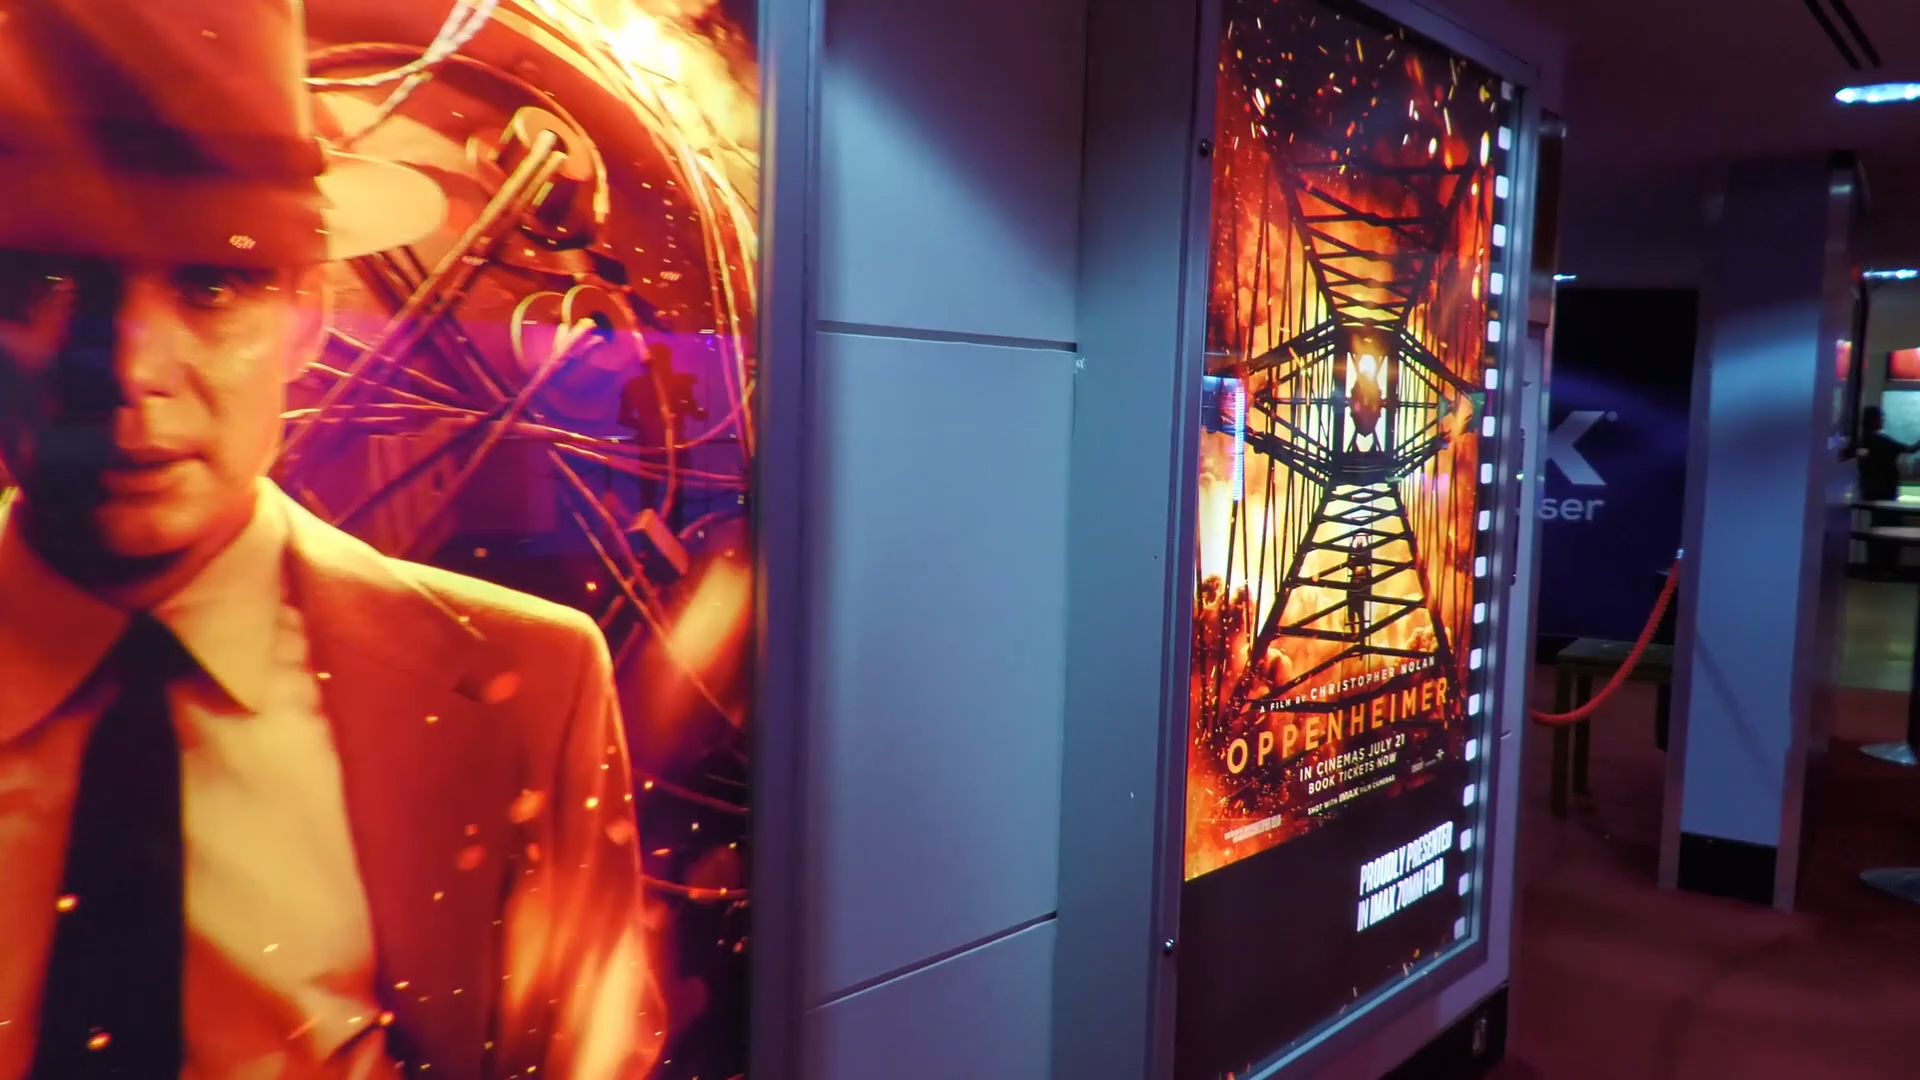 A FILM BY CHRISTOPHER NOLAN
OPPENHEIMER
IN CINEMAS JULY 21
BOOK TICKETS NOW
SHOT WITH IMAX FILM CAMERAS
PROUDLY PRESENTED
IN IMAX 70MM FILM
X
ser